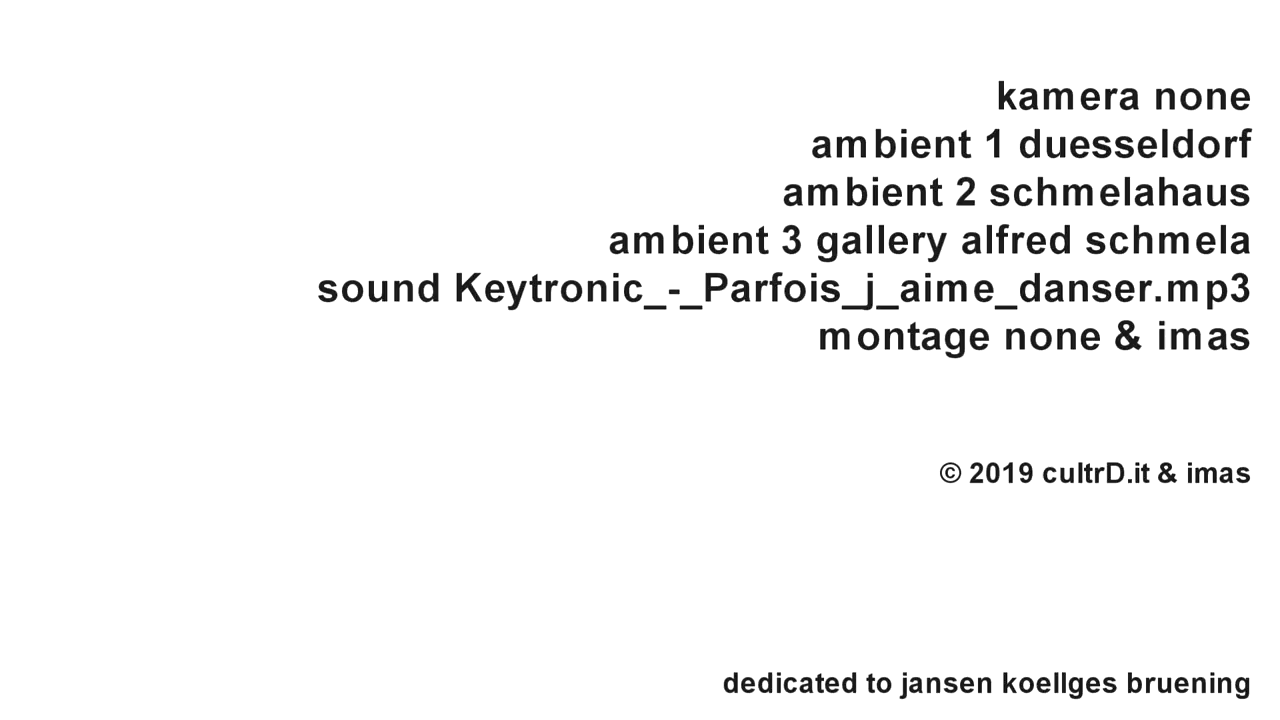 kamera none
ambient 1 duesseldorf
ambient 2 schmelahaus
ambient 3 gallery alfred schmela
sound Keytronic_-_Parfois_j_aime_danser.mp3
montage none & imas
© 2019 cultrD.it & imas
dedicated to jansen koellges bruening